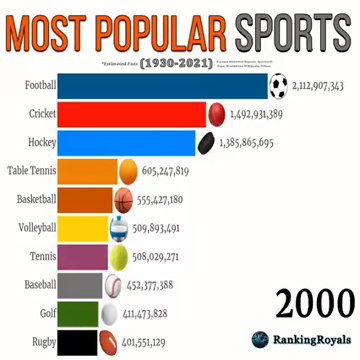 MOST POPULAR SPORTS
*Estimated Fans (1930-2021)
Football 2,112,907,343
Cricket 1,492,931,389
Hockey 1,385,865,695
Table Tennis 605,247,819
Basketball 555,427,180
Volleyball 509,893,491
Tennis 508,029,271
Baseball 452,377,388
Golf 411,473,828
Rugby 401,551,129
2000
RankingRoyals